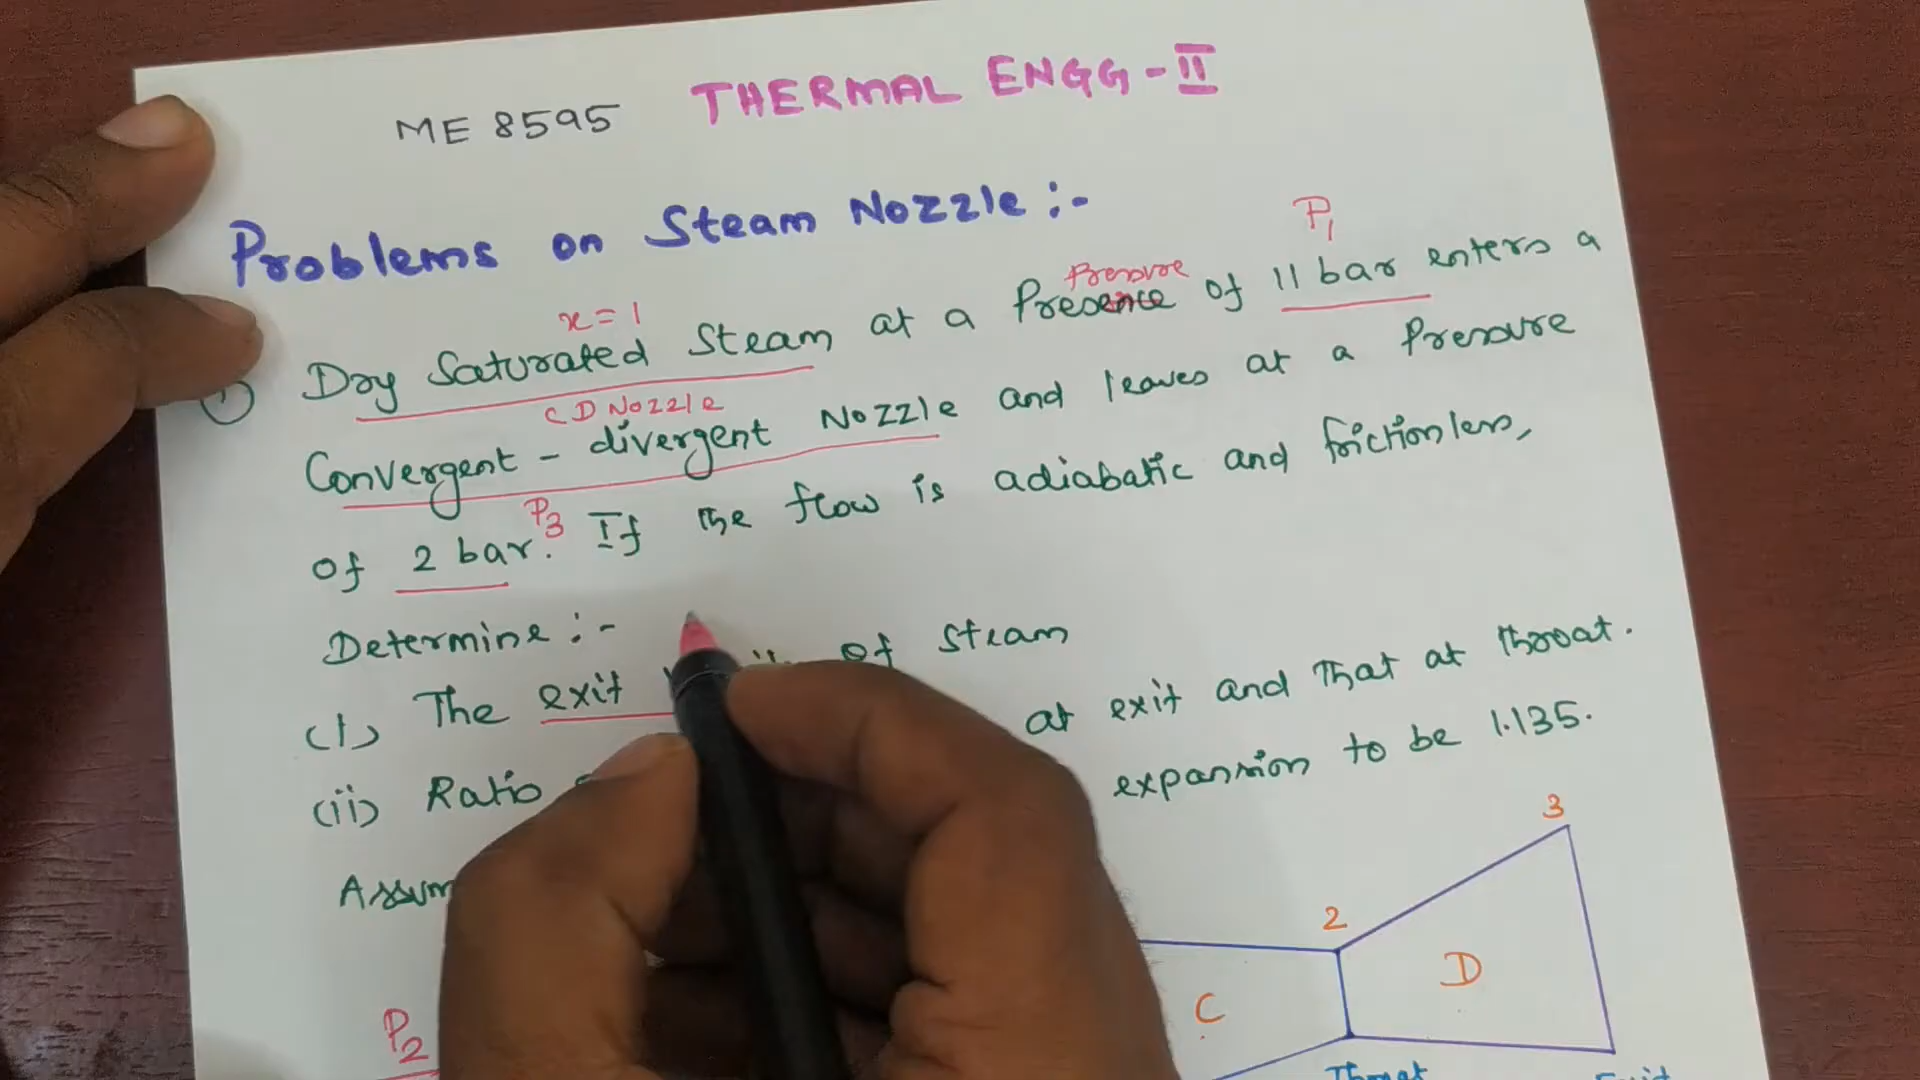 ME 8595 THERMAL ENGG-II
Problems on Steam Nozzle :-
P1
x=1 Pressure
Dry Saturated Steam at a Presence of 11 bar enters a
CD Nozzle
Convergent - divergent Nozzle and leaves at a Pressure
P3
of 2 bar. If the flow is adiabatic and frictionless,
Determine :-
(i) The exit of steam
(ii) Ratio at exit and that at throat.
expansion to be 1.135.
3
2
D
C
P2
Throat
Exit